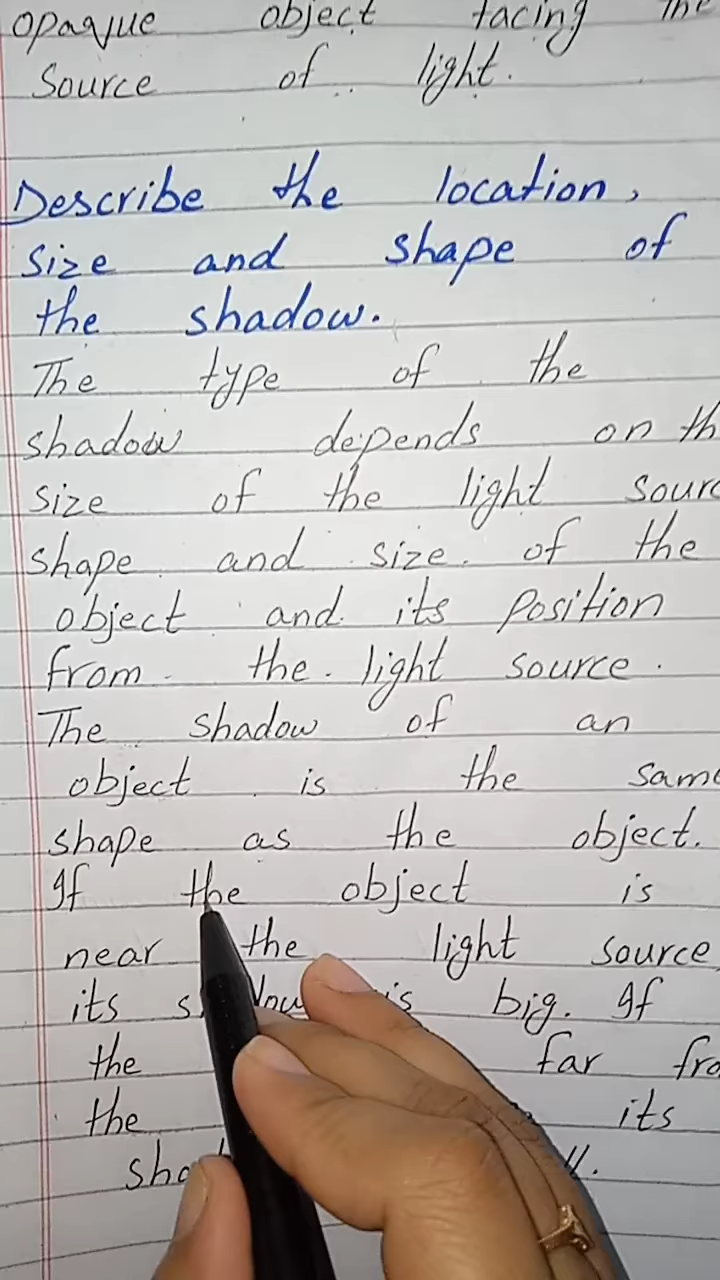 opaque object facing the
Source of light.
Describe the location,
size and shape of
the shadow.
The type of the
shadow depends on th
size of the light sourc
shape and size of the
object and its position
from the light source.
The shadow of an
object is the same
shape as the object.
If the object is
near the light source
its is big. If
the far fro
the its